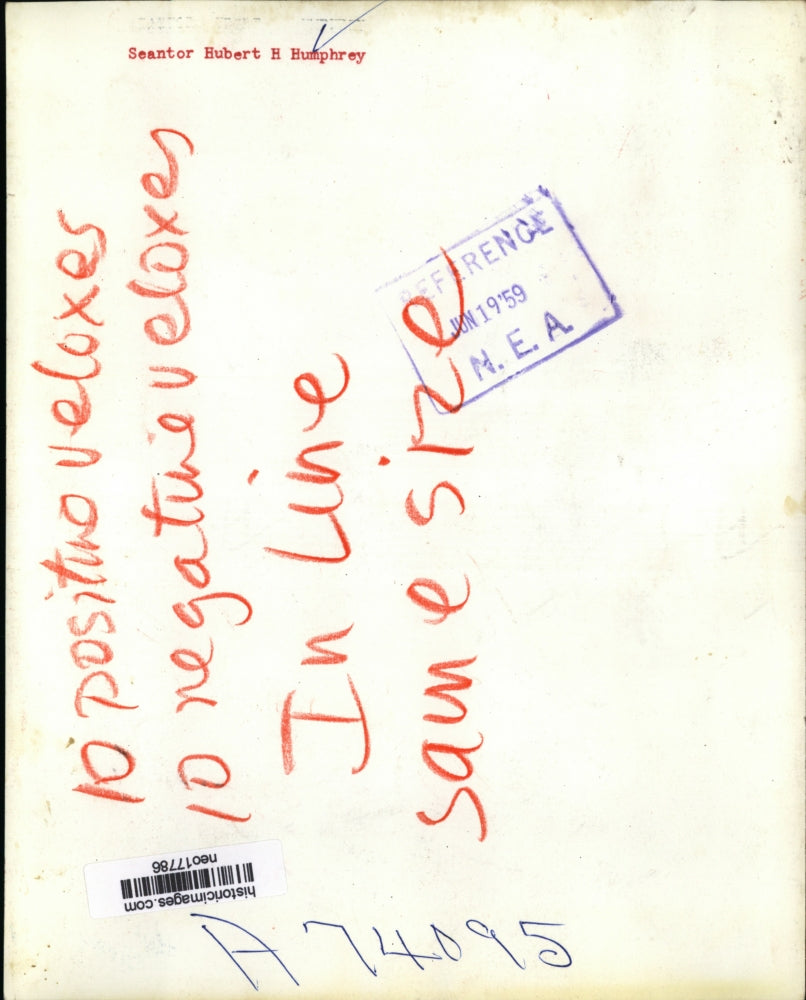 Seantor Hubert H Humphrey
10 positive veloxes
10 negative veloxes
In Line
same size
REFERENCE
JUN 19 '59
N. E. A.
historicimages.com
neo17786
A 74095